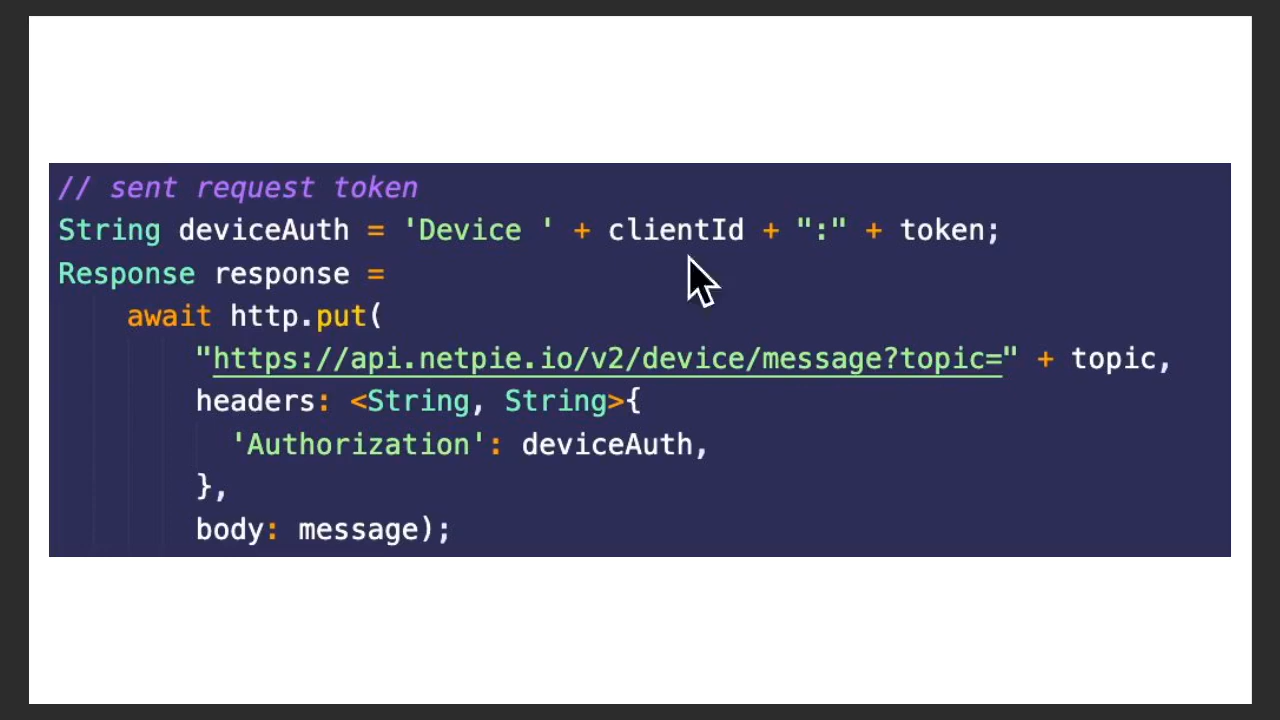 // sent request token
String deviceAuth = 'Device ' + clientId + ":" + token;
Response response =
await http.put(
"https://api.netpie.io/v2/device/message?topic=" + topic,
headers: <String, String>{
'Authorization': deviceAuth,
},
body: message);